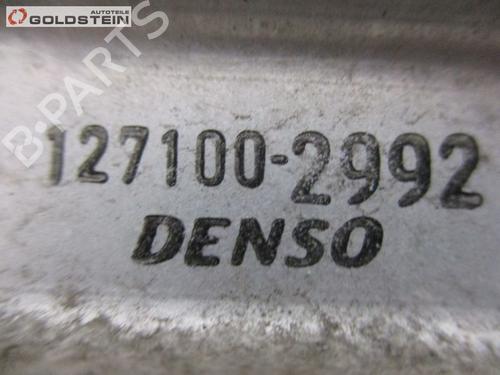 AUTOTEILE
GOLDSTEIN
B-PARTS
127100-2992
DENSO